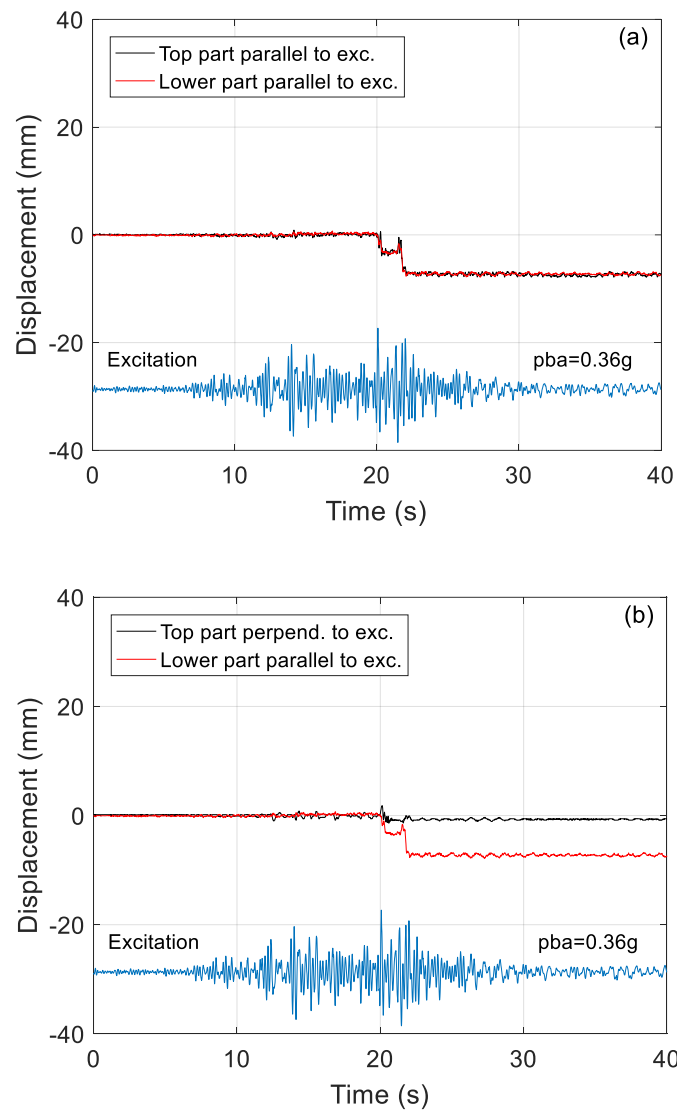 40
(a)
Top part parallel to exc.
Lower part parallel to exc.
20
Displacement (mm)
0
-20
Excitation
pba=0.36g
-40
0
10
20
30
40
Time (s)
40
(b)
Top part perpend. to exc.
Lower part parallel to exc.
20
Displacement (mm)
0
-20
Excitation
pba=0.36g
-40
0
10
20
30
40
Time (s)